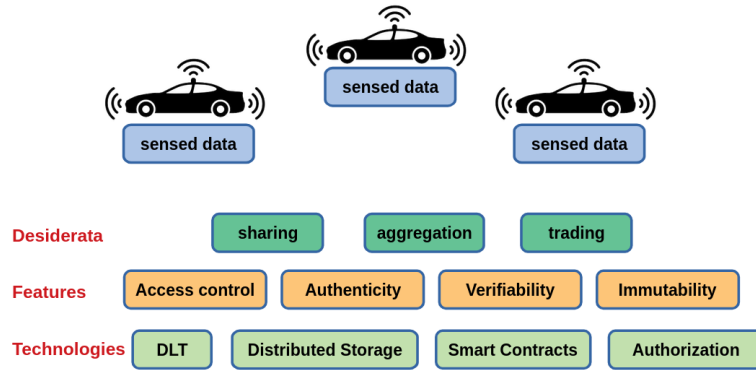 sensed data
sensed data
sensed data
Desiderata
sharing
aggregation
trading
Features
Access control
Authenticity
Verifiability
Immutability
Technologies
DLT
Distributed Storage
Smart Contracts
Authorization